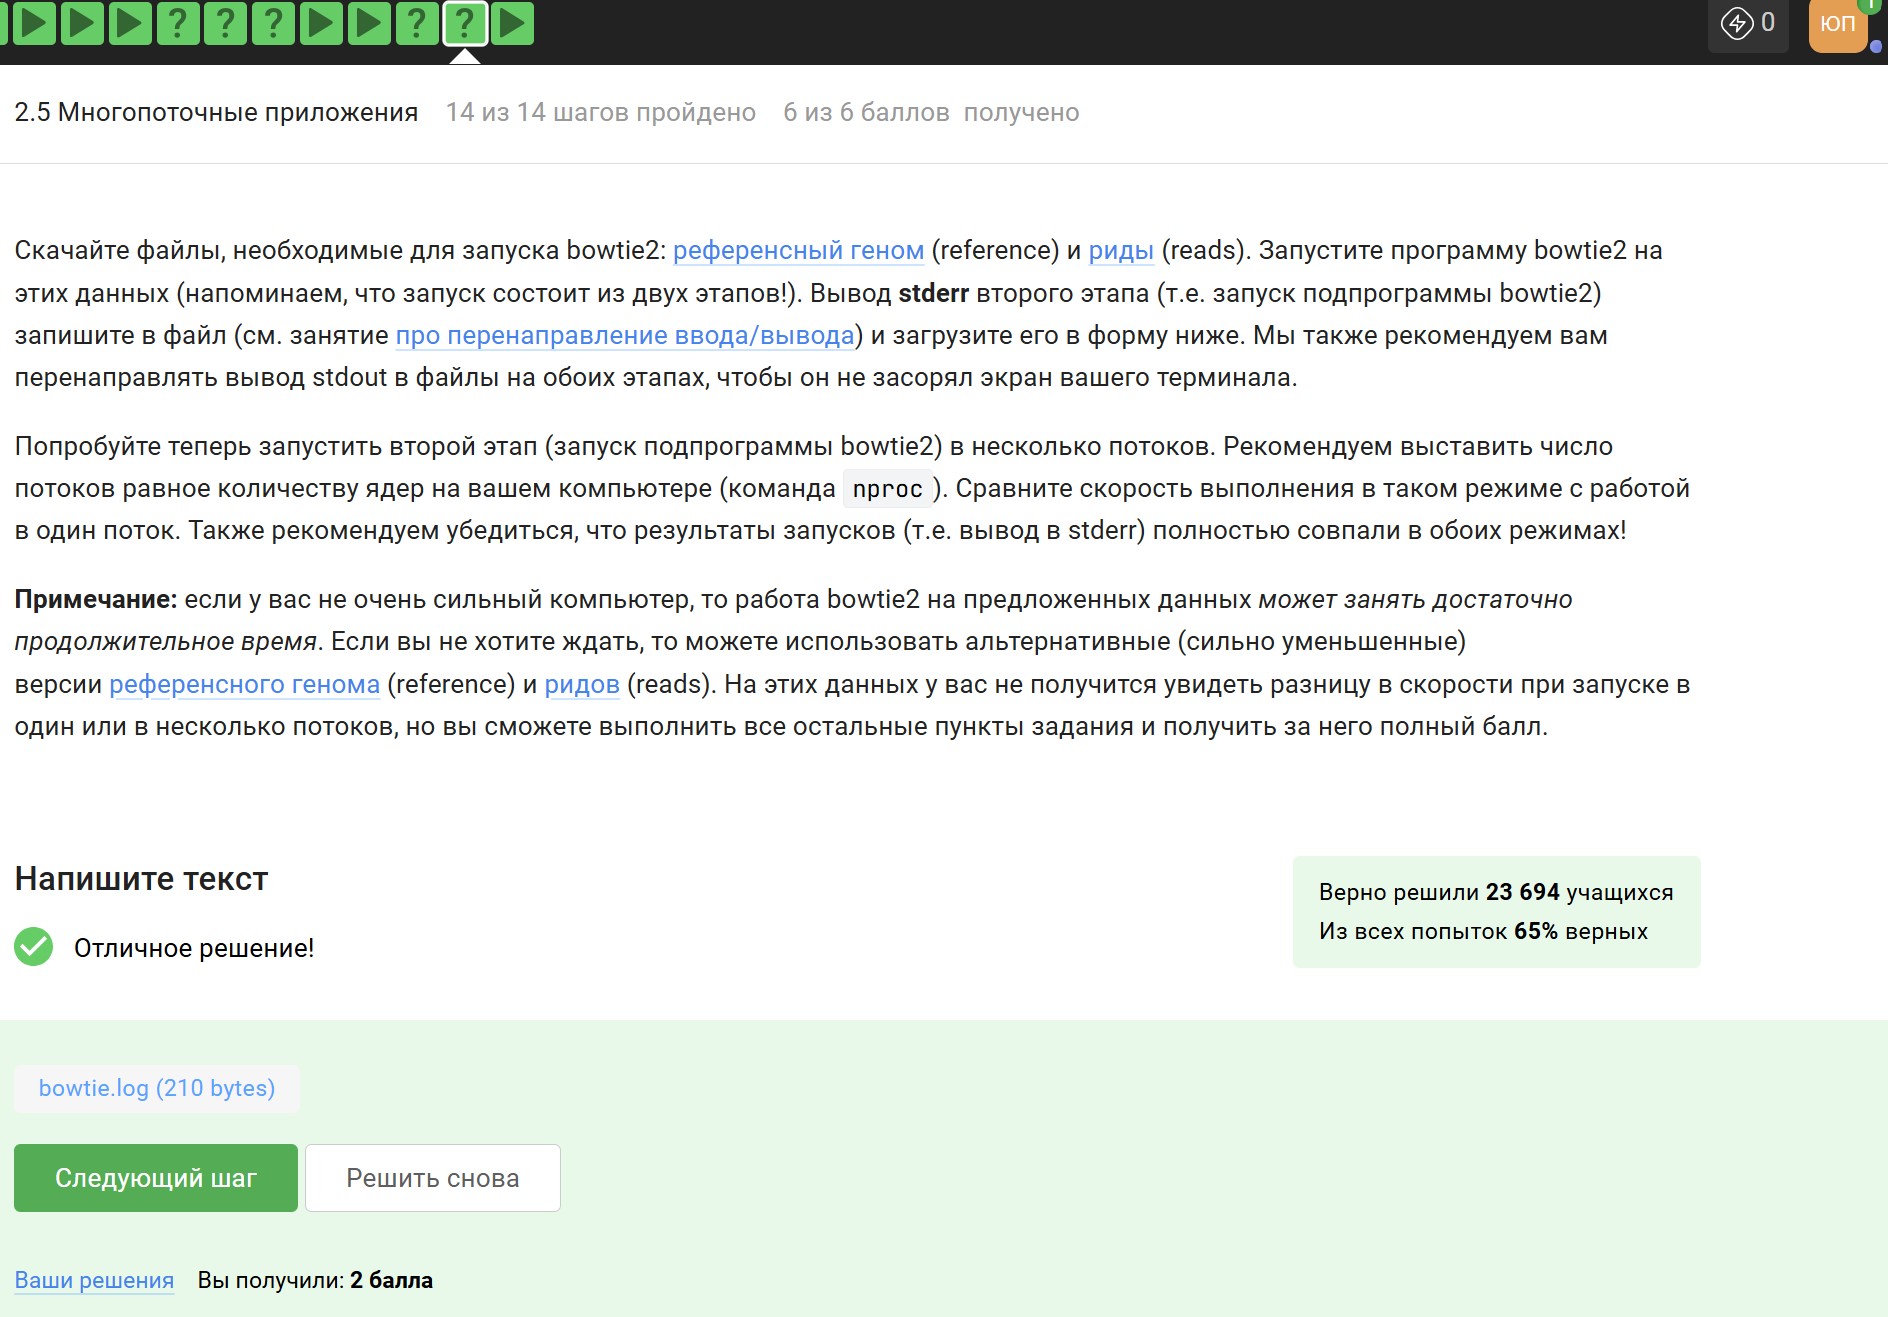 ? ? ? ? ?
0
ЮП
2.5 Многопоточные приложения 14 из 14 шагов пройдено 6 из 6 баллов получено
Скачайте файлы, необходимые для запуска bowtie2: референсный геном (reference) и риды (reads). Запустите программу bowtie2 на
этих данных (напоминаем, что запуск состоит из двух этапов!). Вывод stderr второго этапа (т.е. запуск подпрограммы bowtie2)
запишите в файл (см. занятие про перенаправление ввода/вывода) и загрузите его в форму ниже. Мы также рекомендуем вам
перенаправлять вывод stdout в файлы на обоих этапах, чтобы он не засорял экран вашего терминала.
Попробуйте теперь запустить второй этап (запуск подпрограммы bowtie2) в несколько потоков. Рекомендуем выставить число
потоков равное количеству ядер на вашем компьютере (команда nproc). Сравните скорость выполнения в таком режиме с работой
в один поток. Также рекомендуем убедиться, что результаты запусков (т.е. вывод в stderr) полностью совпали в обоих режимах!
Примечание: если у вас не очень сильный компьютер, то работа bowtie2 на предложенных данных может занять достаточно
продолжительное время. Если вы не хотите ждать, то можете использовать альтернативные (сильно уменьшенные)
версии референсного генома (reference) и ридов (reads). На этих данных у вас не получится увидеть разницу в скорости при запуске в
один или в несколько потоков, но вы сможете выполнить все остальные пункты задания и получить за него полный балл.
Напишите текст
Отличное решение!
Верно решили 23 694 учащихся
Из всех попыток 65% верных
bowtie.log (210 bytes)
Следующий шаг Решить снова
Ваши решения Вы получили: 2 балла